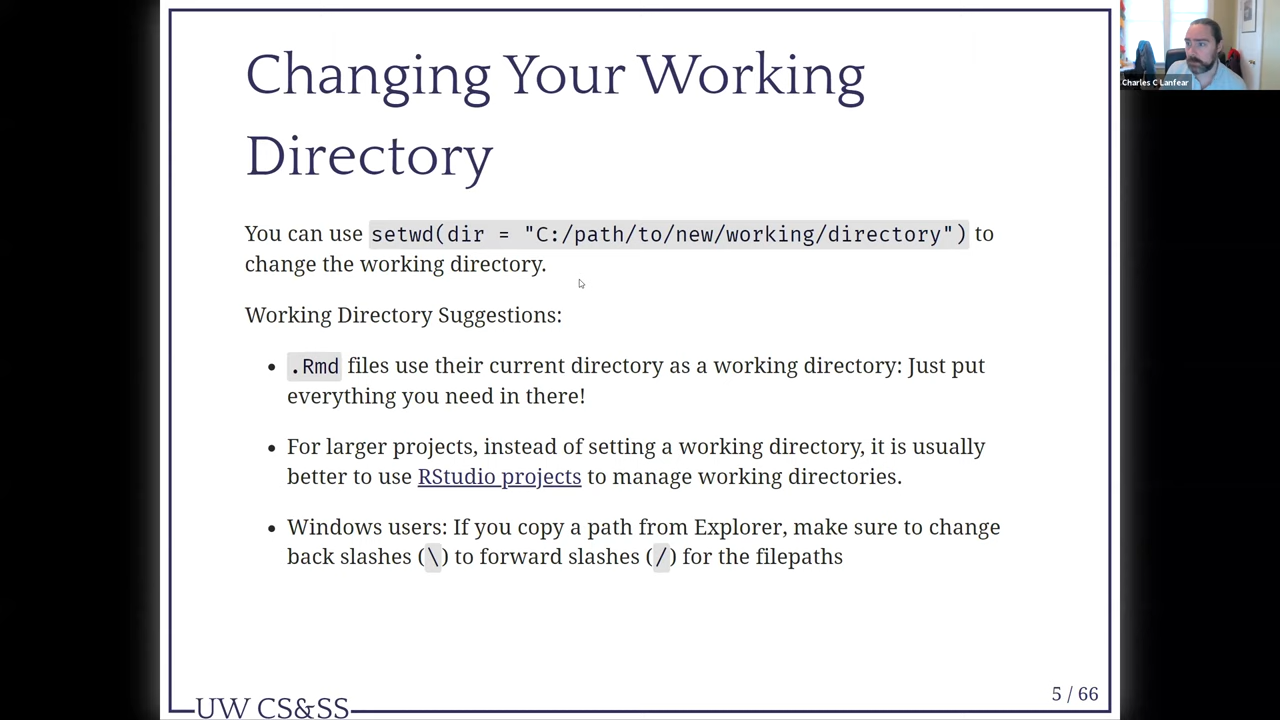 Changing Your Working
Directory
You can use setwd(dir = "C:/path/to/new/working/directory") to
change the working directory.
Working Directory Suggestions:
• .Rmd files use their current directory as a working directory: Just put
everything you need in there!
• For larger projects, instead of setting a working directory, it is usually
better to use RStudio projects to manage working directories.
• Windows users: If you copy a path from Explorer, make sure to change
back slashes (\) to forward slashes (/) for the filepaths
5 / 66
UW CS&SS
Charles C Lanfear